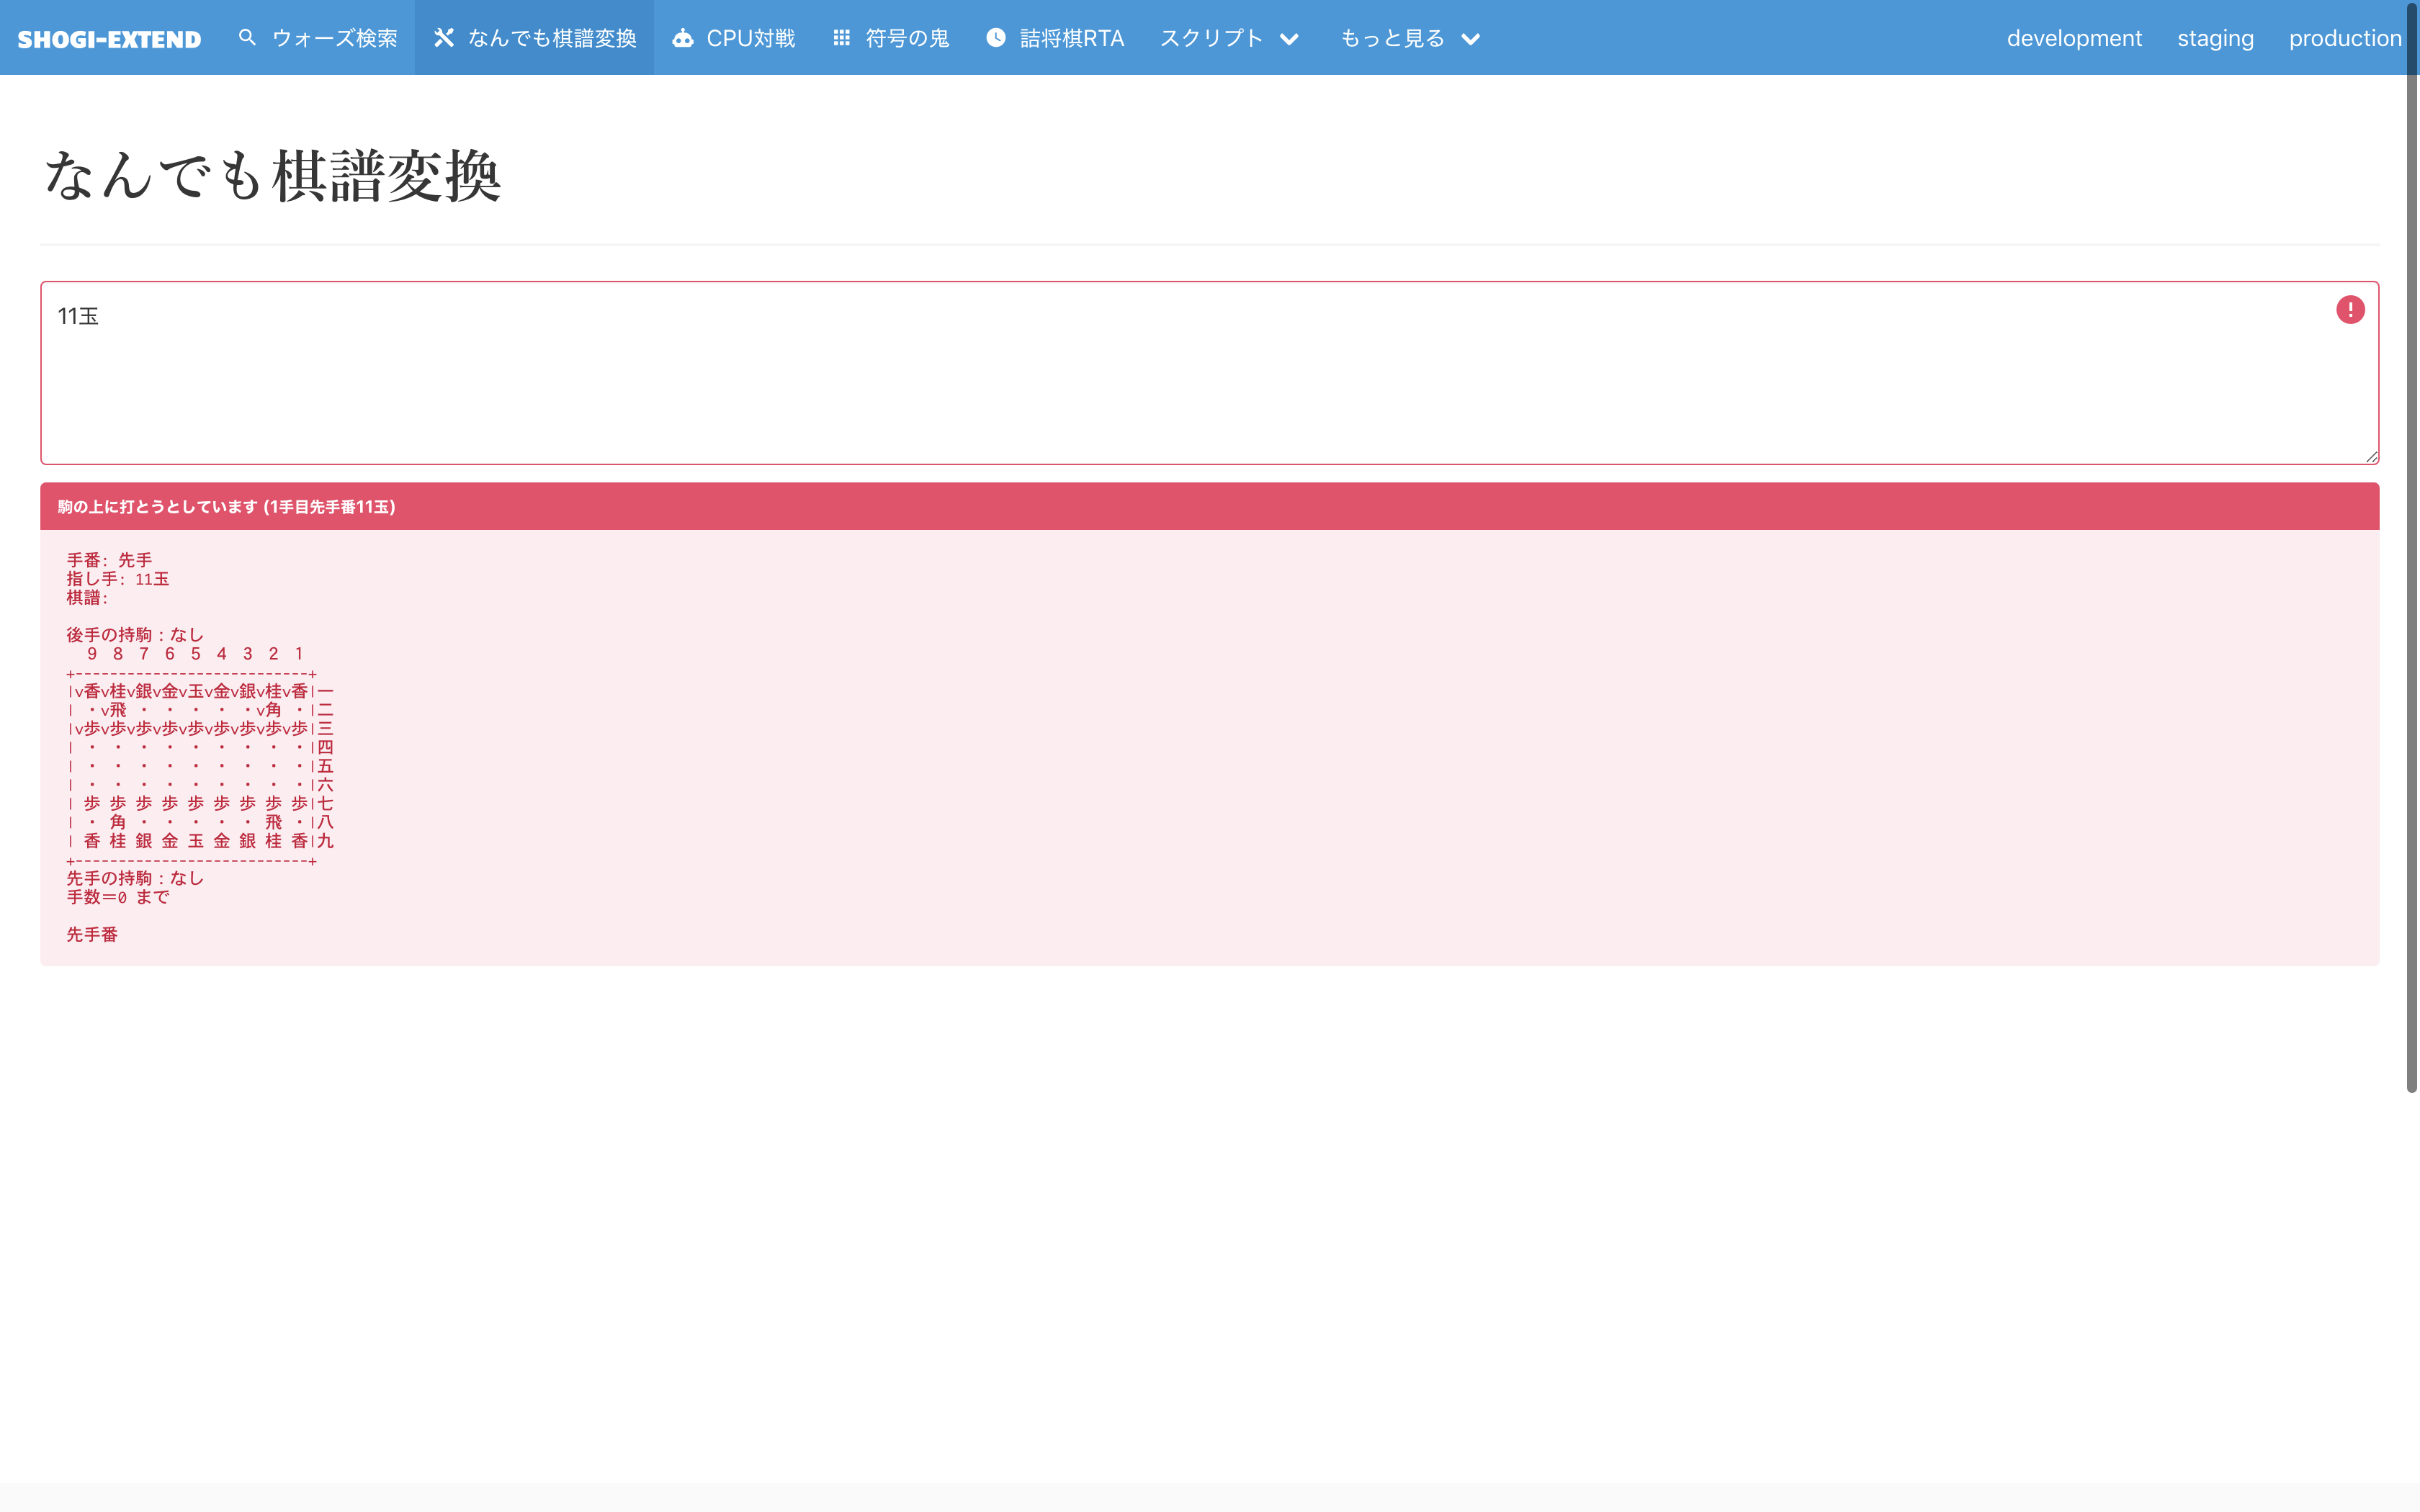 SHOGI-EXTEND ウォーズ検索 なんでも棋譜変換 CPU対戦 符号の鬼 詰将棋RTA スクリプト もっと見る development staging production
なんでも棋譜変換
11玉
駒の上に打とうとしています (1手目先手番11玉)
手番: 先手
指し手: 11玉
棋譜:
後手の持駒：なし
  9 8 7 6 5 4 3 2 1
+---------------------------+
|v香v桂v銀v金v玉v金v銀v桂v香|一
| ・v飛 ・ ・ ・ ・ ・v角 ・|二
|v歩v歩v歩v歩v歩v歩v歩v歩v歩|三
| ・ ・ ・ ・ ・ ・ ・ ・ ・|四
| ・ ・ ・ ・ ・ ・ ・ ・ ・|五
| ・ ・ ・ ・ ・ ・ ・ ・ ・|六
| 歩 歩 歩 歩 歩 歩 歩 歩 歩|七
| ・ 角 ・ ・ ・ ・ ・ 飛 ・|八
| 香 桂 銀 金 玉 金 銀 桂 香|九
+---------------------------+
先手の持駒：なし
手数＝0 まで
先手番